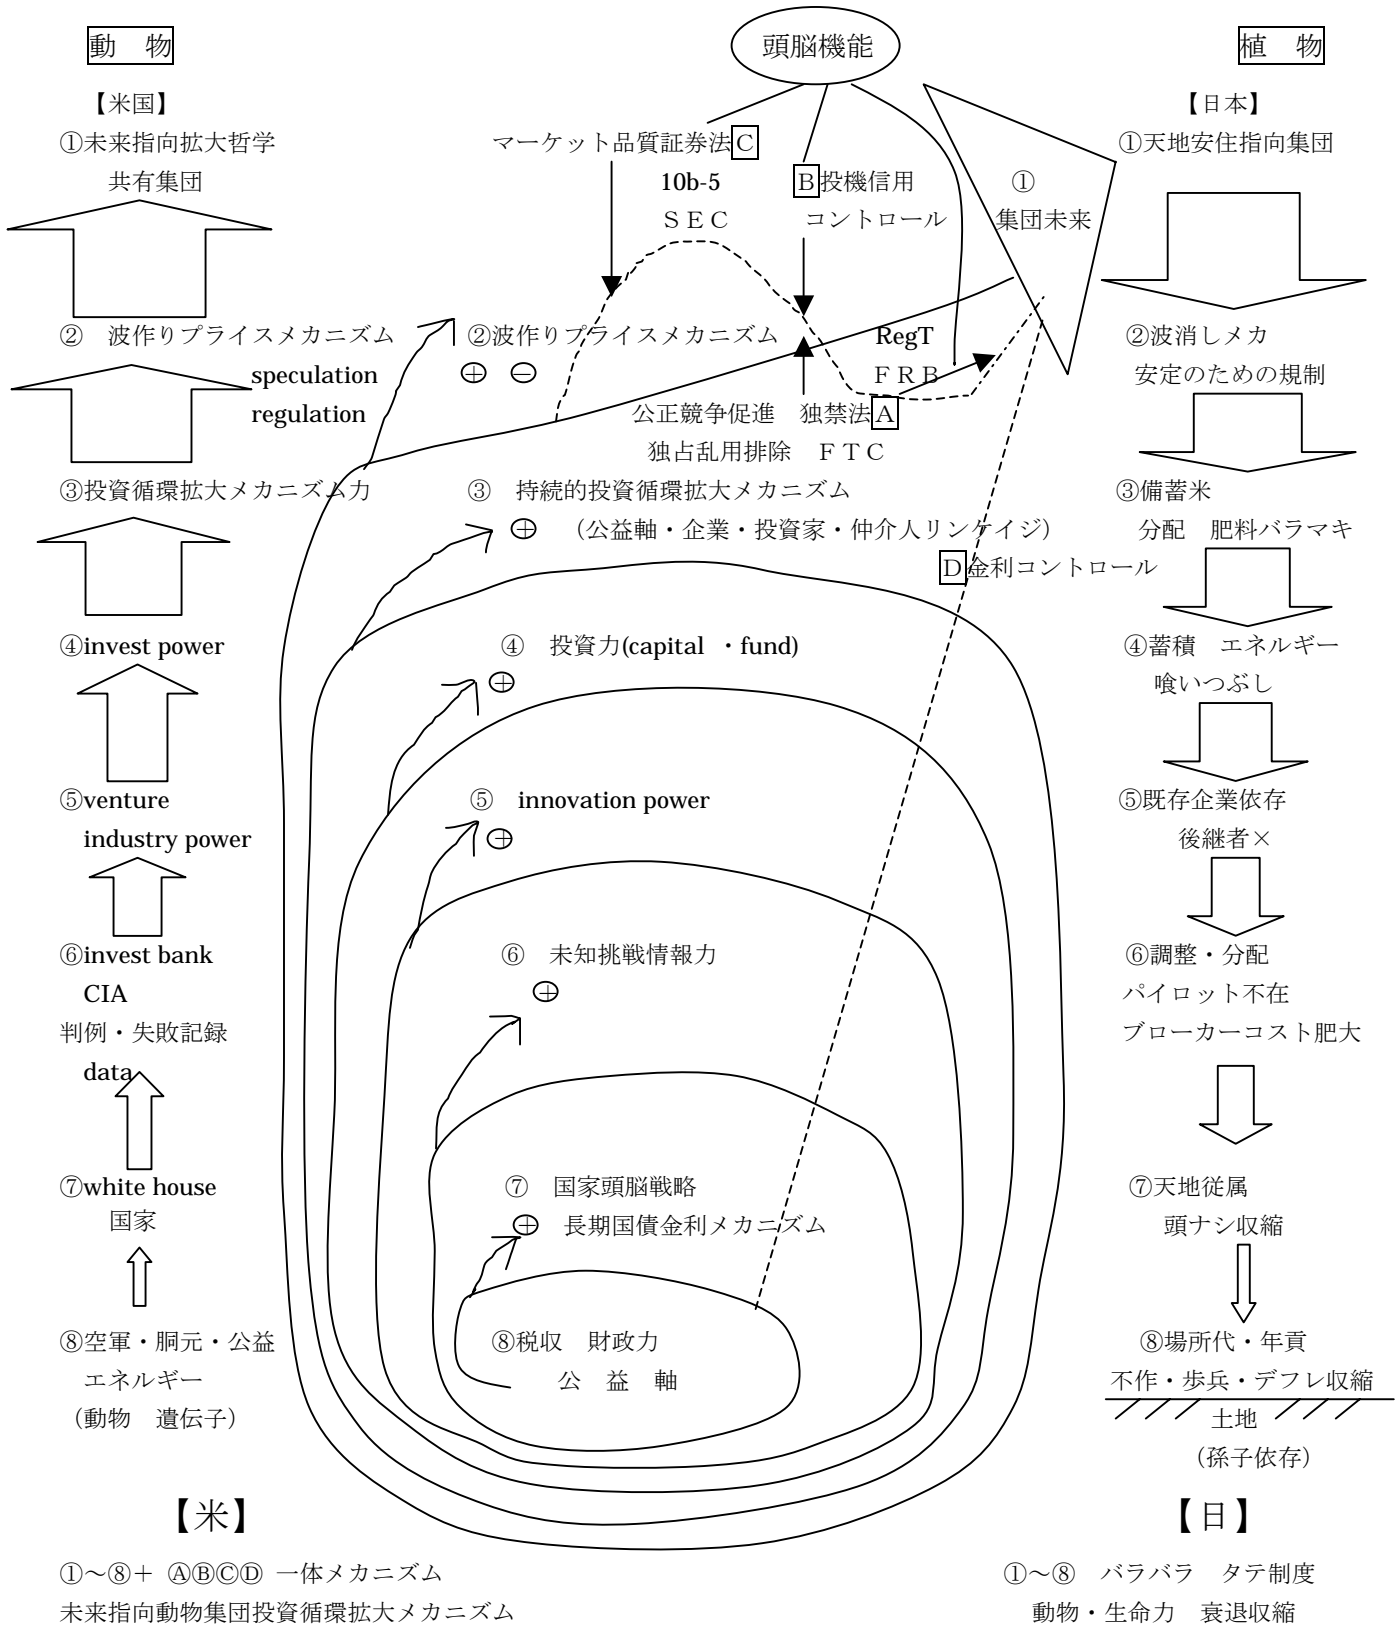 動　物
【米国】
①未来指向拡大哲学
共有集団
②　波作りプライスメカニズム
speculation
regulation
③投資循環拡大メカニズム力
④invest power
⑤venture
industry power
⑥invest bank
CIA
判例・失敗記録
data
⑦white house
国家
⑧空軍・胴元・公益
エネルギー
（動物　遺伝子）
【米】
①～⑧＋ ⒶⒷⒸⒹ 一体メカニズム
未来指向動物集団投資循環拡大メカニズム
頭脳機能
マーケット品質証券法C
10b-5
ＳＥＣ
B投機信用
コントロール
①
集団未来
②波作りプライスメカニズム
⊕ ⊖
RegT
ＦＲＢ
公正競争促進　独禁法A
独占乱用排除　ＦＴＣ
③　持続的投資循環拡大メカニズム
⊕　（公益軸・企業・投資家・仲介人リンケイジ）
D金利コントロール
④　投資力(capital ・fund)
⊕
⑤　innovation power
⊕
⑥　未知挑戦情報力
⊕
⑦　国家頭脳戦略
⊕　長期国債金利メカニズム
⑧税収　財政力
公　益　軸
植　物
【日本】
①天地安住指向集団
②波消しメカ
安定のための規制
③備蓄米
分配　肥料バラマキ
④蓄積　エネルギー
喰いつぶし
⑤既存企業依存
後継者×
⑥調整・分配
パイロット不在
ブローカーコスト肥大
⑦天地従属
頭ナシ収縮
⑧場所代・年貢
不作・歩兵・デフレ収縮
土地
（孫子依存）
【日】
①～⑧　バラバラ　タテ制度
動物・生命力　衰退収縮